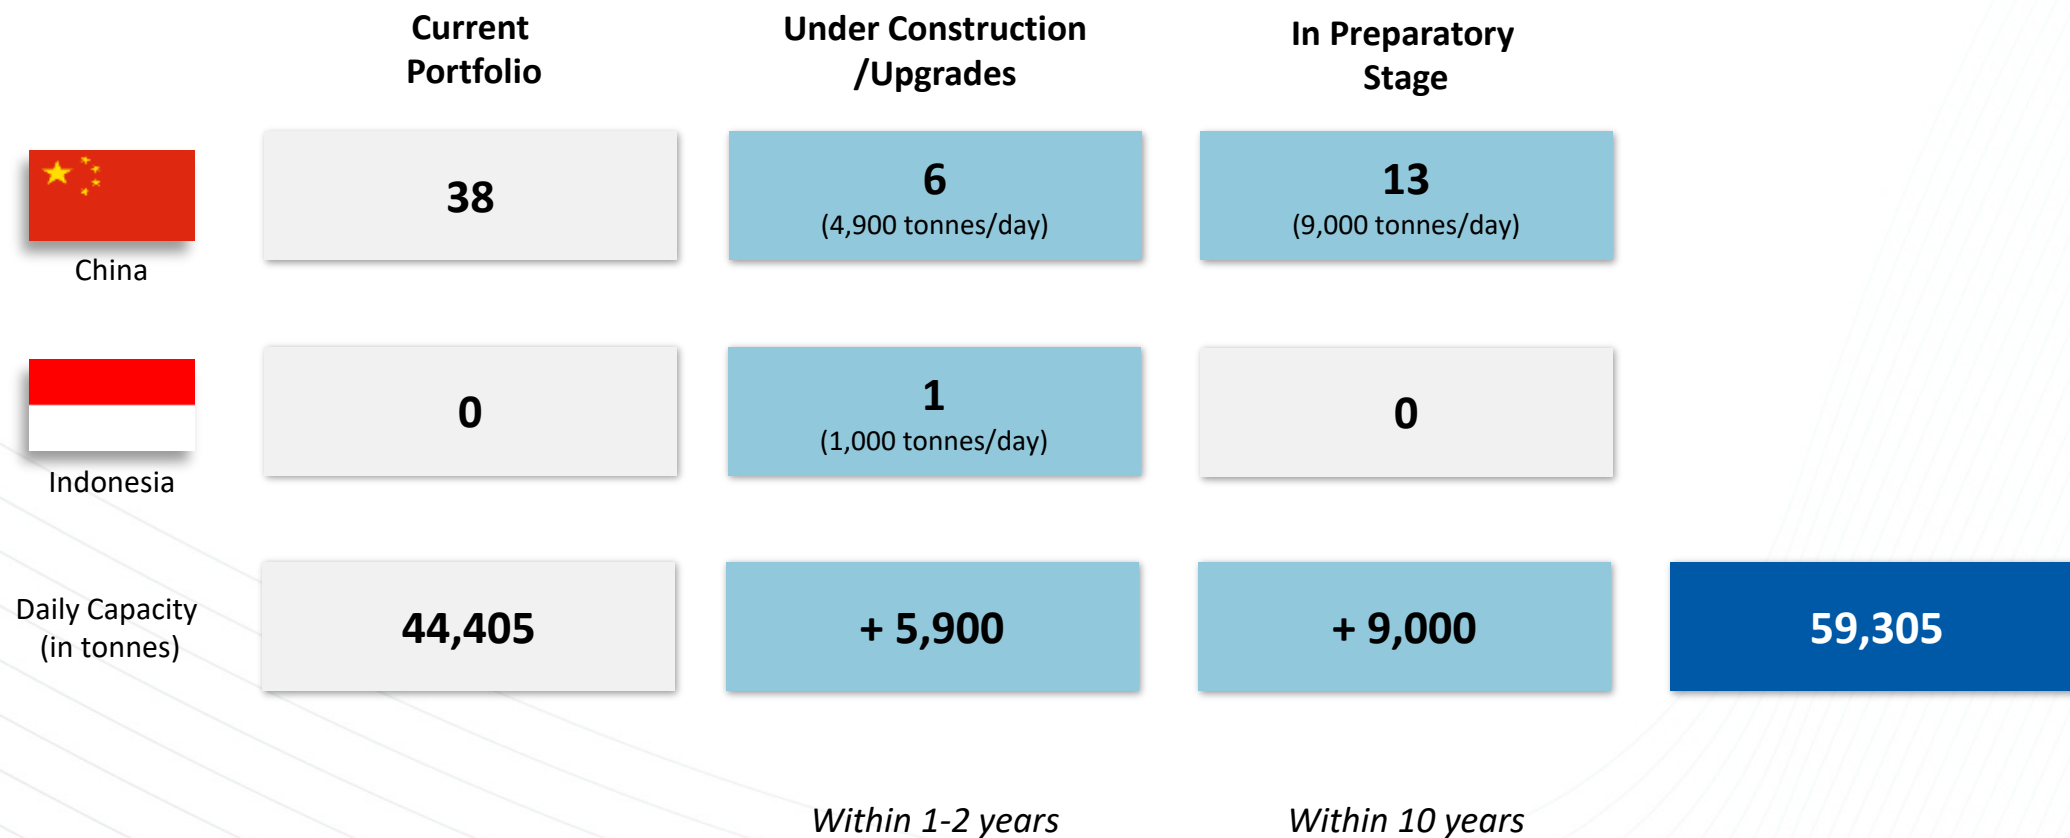 Current
Portfolio
Under Construction
/Upgrades
In Preparatory
Stage
China
38
6
(4,900 tonnes/day)
13
(9,000 tonnes/day)
Indonesia
0
1
(1,000 tonnes/day)
0
Daily Capacity
(in tonnes)
44,405
+ 5,900
+ 9,000
59,305
Within 1-2 years
Within 10 years